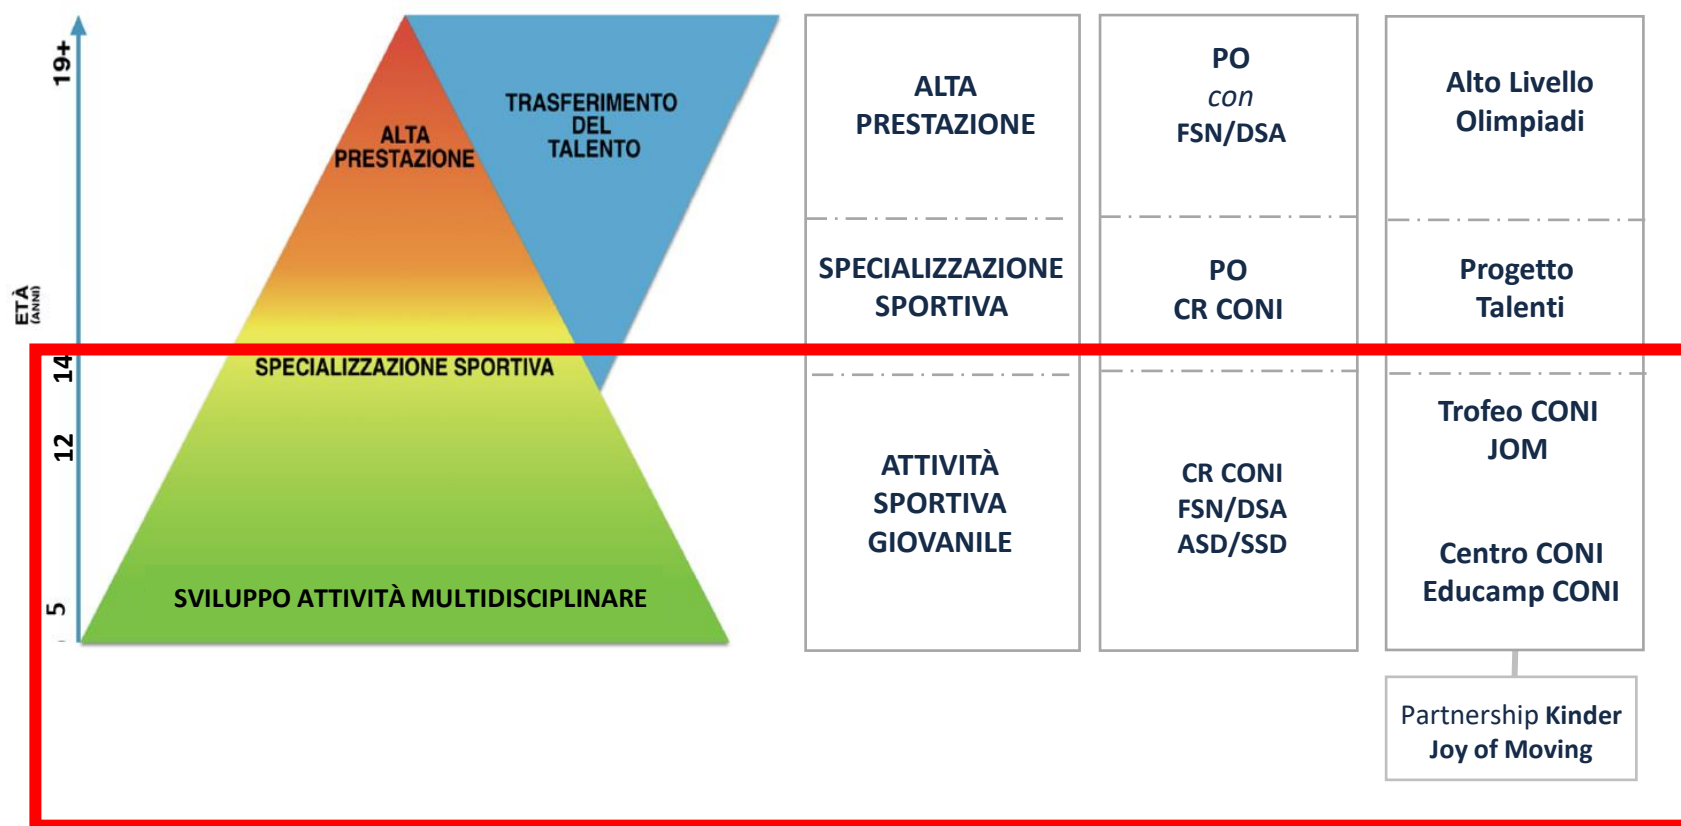 19+
14
12
5
ETÀ
(ANNI)
ALTA
PRESTAZIONE
TRASFERIMENTO
DEL
TALENTO
SPECIALIZZAZIONE SPORTIVA
SVILUPPO ATTIVITÀ MULTIDISCIPLINARE
ALTA
PRESTAZIONE
SPECIALIZZAZIONE
SPORTIVA
ATTIVITÀ
SPORTIVA
GIOVANILE
PO
con
FSN/DSA
PO
CR CONI
CR CONI
FSN/DSA
ASD/SSD
Alto Livello
Olimpiadi
Progetto
Talenti
Trofeo CONI
JOM
Centro CONI
Educamp CONI
Partnership Kinder
Joy of Moving